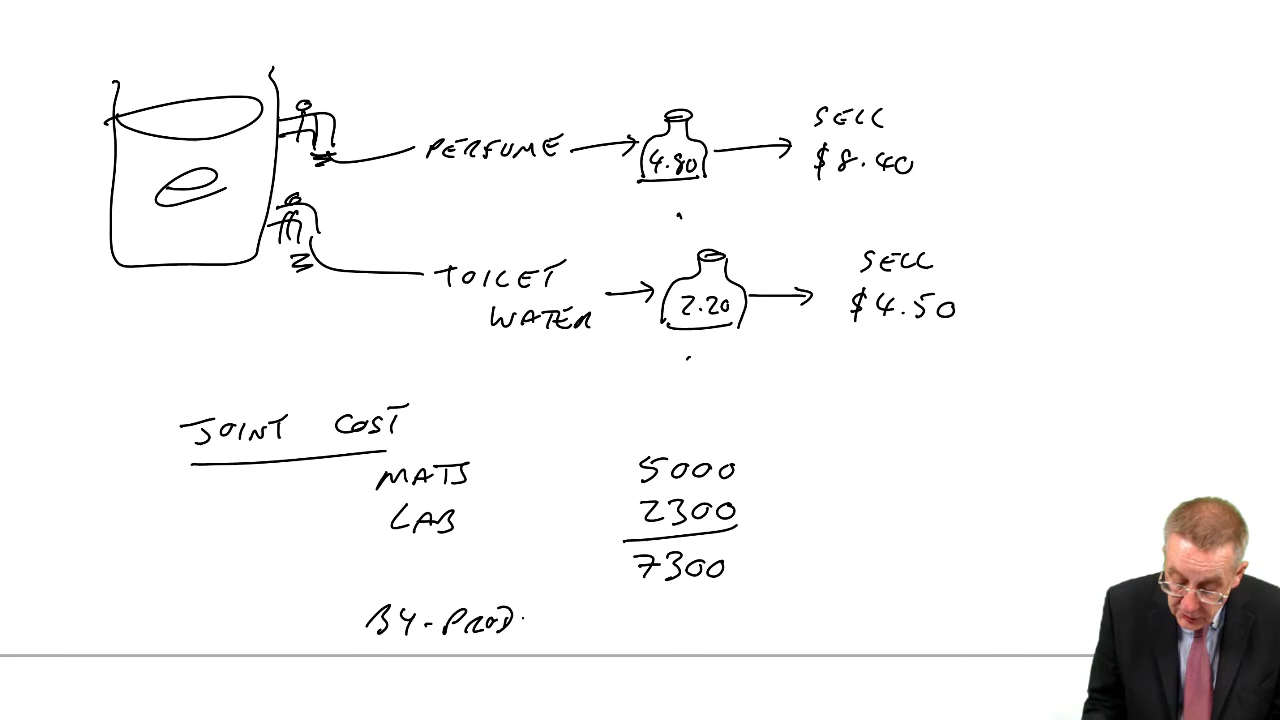 PERFUME
4.80
SELL
$8.40
TOILET
WATER
2.20
SELL
$4.50
JOINT COST
MATS 5000
LAB 2300
7300
BY-PROD.